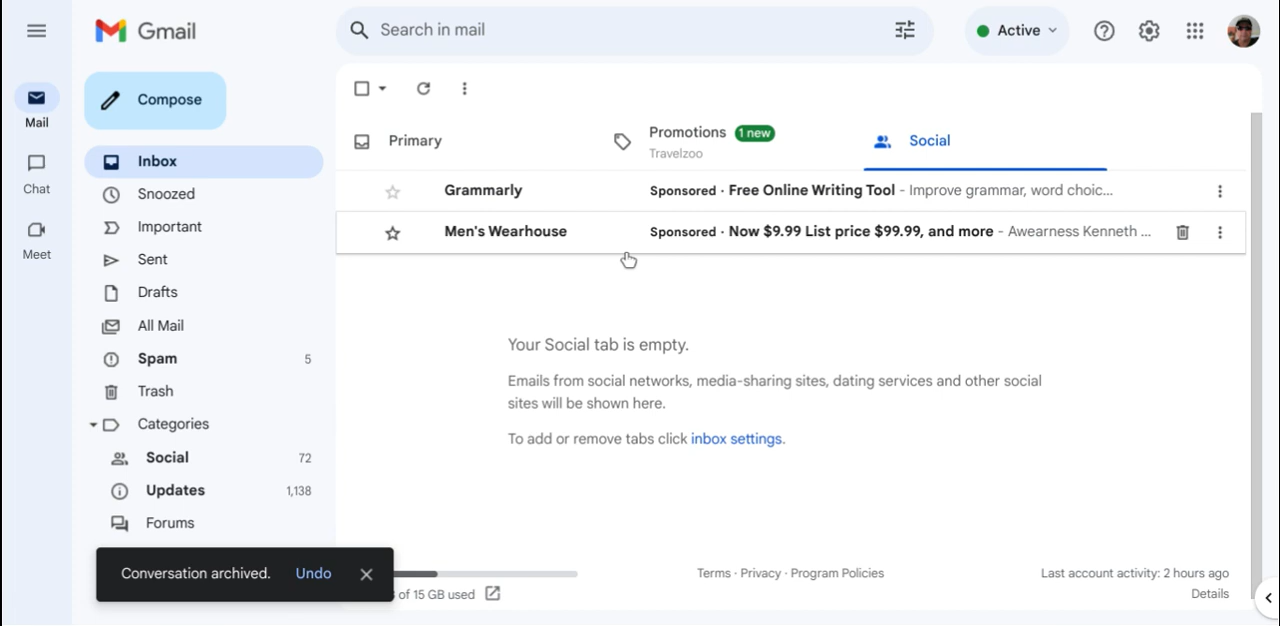 Gmail
Search in mail
Active
Compose
Mail
Chat
Meet
Inbox
Snoozed
Important
Sent
Drafts
All Mail
Spam 5
Trash
Categories
Social 72
Updates 1,138
Forums
Primary
Promotions 1 new
Travelzoo
Social
Grammarly Sponsored · Free Online Writing Tool - Improve grammar, word choic...
Men's Wearhouse Sponsored · Now $9.99 List price $99.99, and more - Awearness Kenneth ...
Your Social tab is empty.
Emails from social networks, media-sharing sites, dating services and other social
sites will be shown here.
To add or remove tabs click inbox settings.
Conversation archived. Undo
of 15 GB used
Terms · Privacy · Program Policies
Last account activity: 2 hours ago
Details